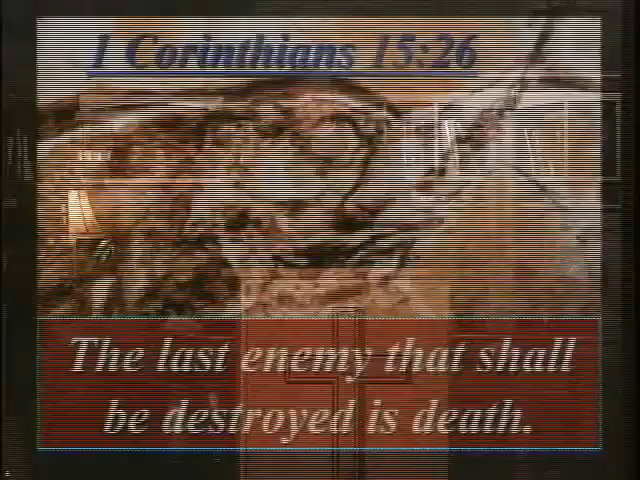 1 Corinthians 15:26
The last enemy that shall
be destroyed is death.